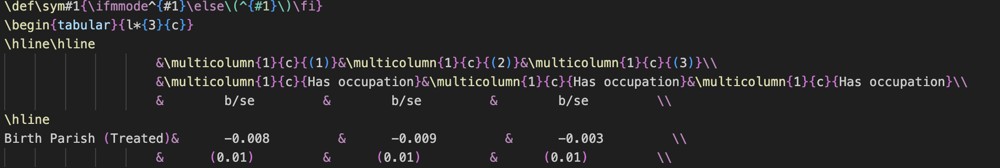 \def\sym#1{\ifmmode^{#1}\else\(^{#1}\)\fi}
\begin{tabular}{l*{3}{c}}
\hline\hline
&\multicolumn{1}{c}{(1)}&\multicolumn{1}{c}{(2)}&\multicolumn{1}{c}{(3)}\\
&\multicolumn{1}{c}{Has occupation}&\multicolumn{1}{c}{Has occupation}&\multicolumn{1}{c}{Has occupation}\\
& b/se & b/se & b/se \\
\hline
Birth Parish (Treated)& -0.008 & -0.009 & -0.003 \\
& (0.01) & (0.01) & (0.01) \\